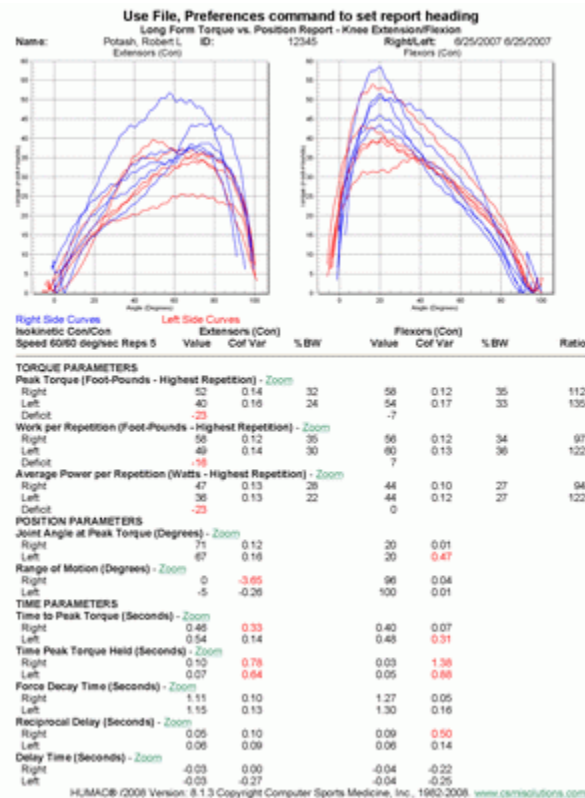 Use File, Preferences command to set report heading
Long Form Torque vs. Position Report - Knee Extension/Flexion
Name: Potash, Robert L ID: 12345 Right/Left: 6/25/2007 6/25/2007
Extensors (Con) Flexors (Con)
Angle (Degrees) Angle (Degrees)
Right Side Curves Left Side Curves
Isokinetic Con/Con Extensors (Con) Flexors (Con)
Speed 60/60 deg/sec Reps 5 Value Cof Var % BW Value Cof Var % BW Ratio
TORQUE PARAMETERS
Peak Torque (Foot-Pounds - Highest Repetition) - Zoom
Right 52 0.14 32 58 0.12 35 112
Left 40 0.16 24 54 0.17 33 135
Deficit -23 -7
Work per Repetition (Foot-Pounds - Highest Repetition) - Zoom
Right 58 0.12 35 56 0.12 34 97
Left 49 0.14 30 60 0.13 36 122
Deficit -16 7
Average Power per Repetition (Watts - Highest Repetition) - Zoom
Right 47 0.13 28 44 0.10 27 94
Left 36 0.13 22 44 0.12 27 122
Deficit -23 0
POSITION PARAMETERS
Joint Angle at Peak Torque (Degrees) - Zoom
Right 71 0.12 20 0.01
Left 67 0.16 20 0.47
Range of Motion (Degrees) - Zoom
Right 0 -3.65 96 0.04
Left -5 -0.26 100 0.01
TIME PARAMETERS
Time to Peak Torque (Seconds) - Zoom
Right 0.46 0.33 0.40 0.07
Left 0.54 0.14 0.48 0.31
Time Peak Torque Held (Seconds) - Zoom
Right 0.10 0.78 0.03 1.38
Left 0.07 0.64 0.05 0.88
Force Decay Time (Seconds) - Zoom
Right 1.11 0.10 1.27 0.05
Left 1.15 0.13 1.30 0.16
Reciprocal Delay (Seconds) - Zoom
Right 0.05 0.10 0.09 0.50
Left 0.06 0.09 0.06 0.14
Delay Time (Seconds) - Zoom
Right -0.03 0.00 -0.04 -0.22
Left -0.03 -0.27 -0.04 -0.25
HUMAC® /2008 Version: 8.1.3 Copyright Computer Sports Medicine, Inc., 1982-2008. www.csmisolutions.com